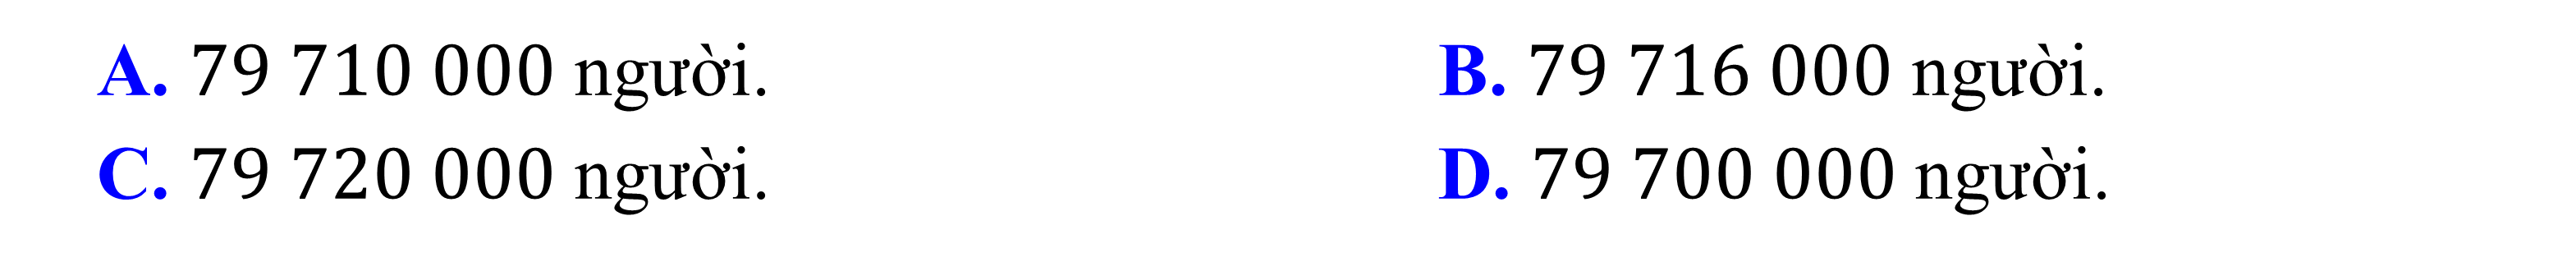 A. 79 710 000 người. B. 79 716 000 người.
C. 79 720 000 người. D. 79 700 000 người.